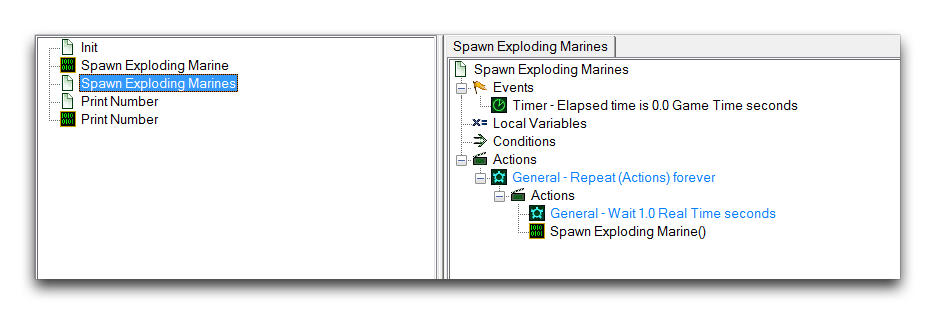 Init
Spawn Exploding Marine
Spawn Exploding Marines
Print Number
Print Number
Spawn Exploding Marines
Spawn Exploding Marines
Events
Timer - Elapsed time is 0.0 Game Time seconds
Local Variables
Conditions
Actions
General - Repeat (Actions) forever
Actions
General - Wait 1.0 Real Time seconds
Spawn Exploding Marine()